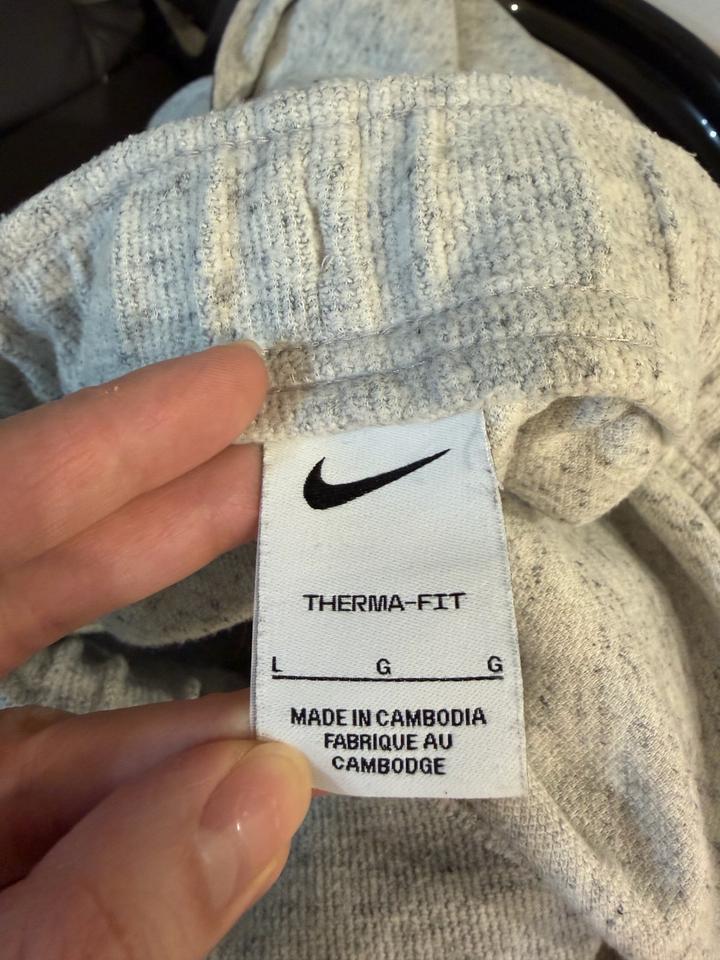 THERMA-FIT
L G G
MADE IN CAMBODIA
FABRIQUE AU
CAMBODGE